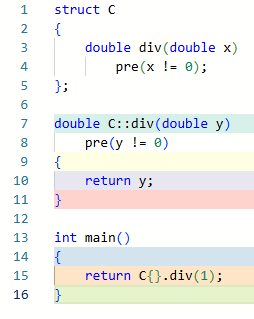 1 struct C
2 {
3 double div(double x)
4 pre(x != 0);
5 };
6
7 double C::div(double y)
8 pre(y != 0)
9 {
10 return y;
11 }
12
13 int main()
14 {
15 return C{}.div(1);
16 }